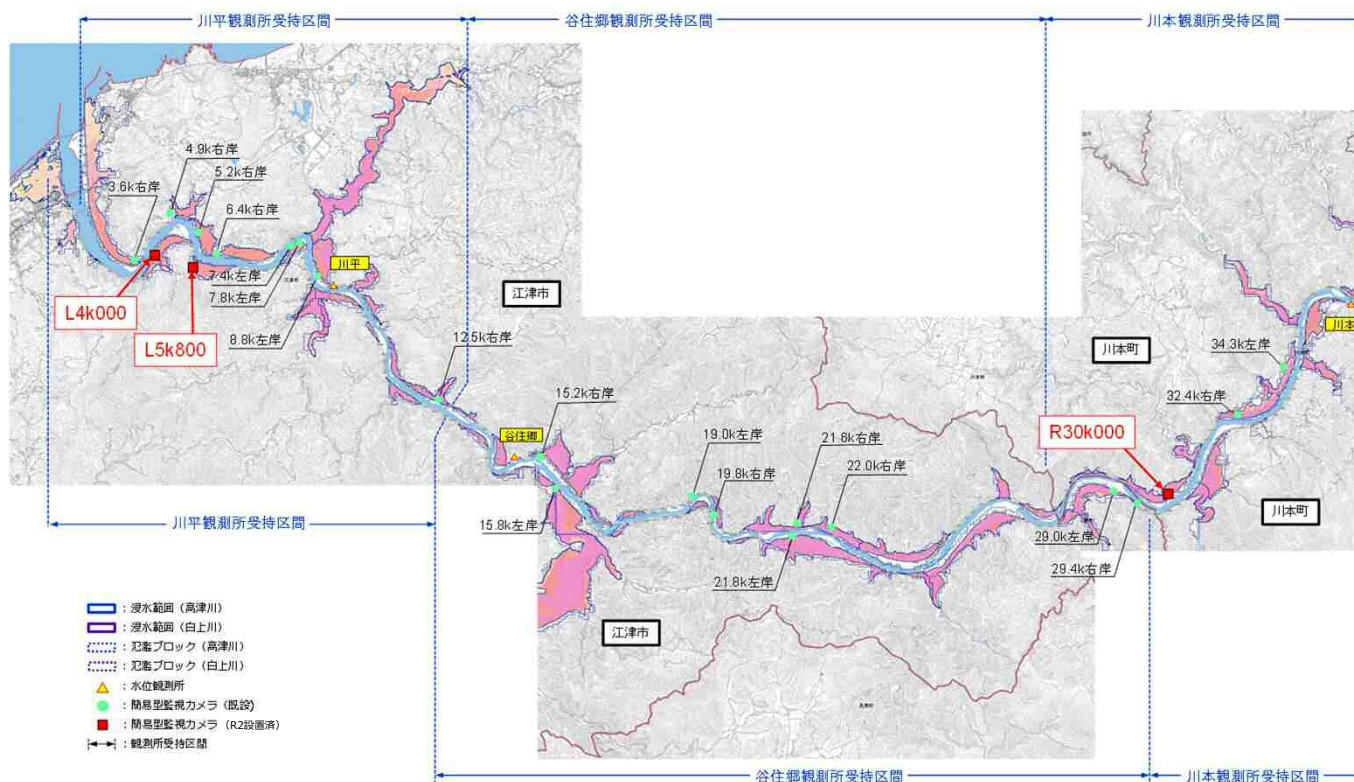 川平観測所受持区間
谷住郷観測所受持区間
川本観測所受持区間
4.9k右岸
5.2k右岸
3.6k右岸
6.4k右岸
7.4k左岸
7.8k左岸
川平
L4k000
L5k800
8.8k左岸
江津市
12.5k右岸
15.2k右岸
谷住郷
19.0k左岸
21.6k右岸
19.8k右岸
22.0k右岸
川本町
34.3k左岸
川本
32.4k右岸
R30k000
川平観測所受持区間
15.8k左岸
21.8k左岸
29.0k左岸
29.4k右岸
川本町
江津市
:浸水範囲(高津川)
:浸水範囲(白上川)
:氾濫ブロック(高津川)
:氾濫ブロック(白上川)
:水位観測所
:簡易型監視カメラ(既設)
:簡易型監視カメラ(R2設置済)
:観測所受持区間
谷住郷観測所受持区間
川本観測所受持区間